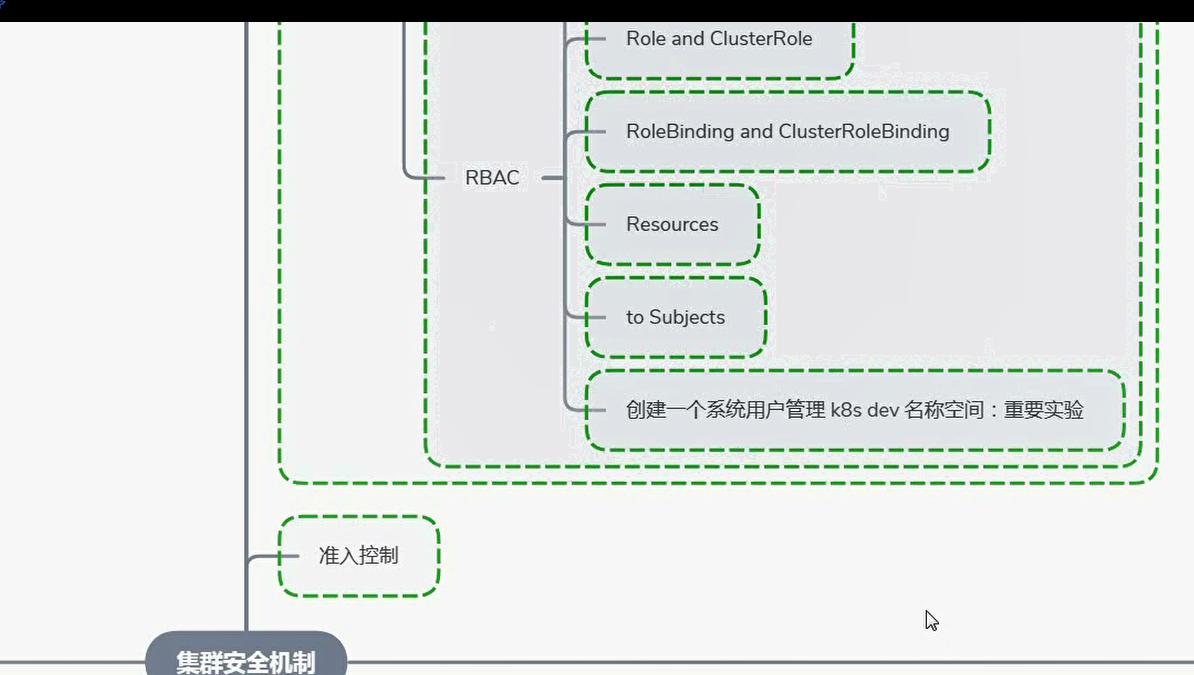 Role and ClusterRole
RoleBinding and ClusterRoleBinding
RBAC
Resources
to Subjects
创建一个系统用户管理 k8s dev 名称空间：重要实验
准入控制
集群安全机制